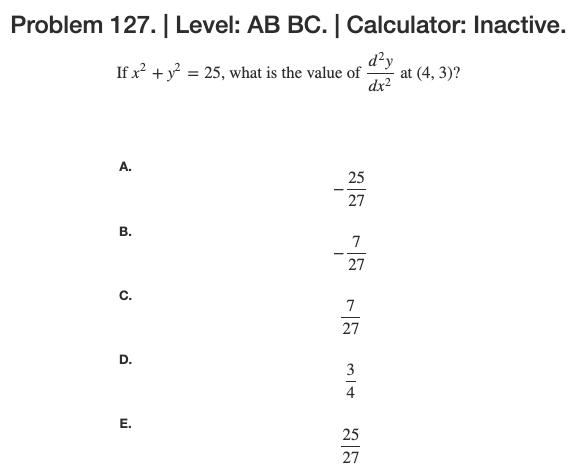 Problem 127. | Level: AB BC. | Calculator: Inactive.
If x² + y² = 25, what is the value of d²y/dx² at (4, 3)?
A. −25/27
B. −7/27
C. 7/27
D. 3/4
E. 25/27